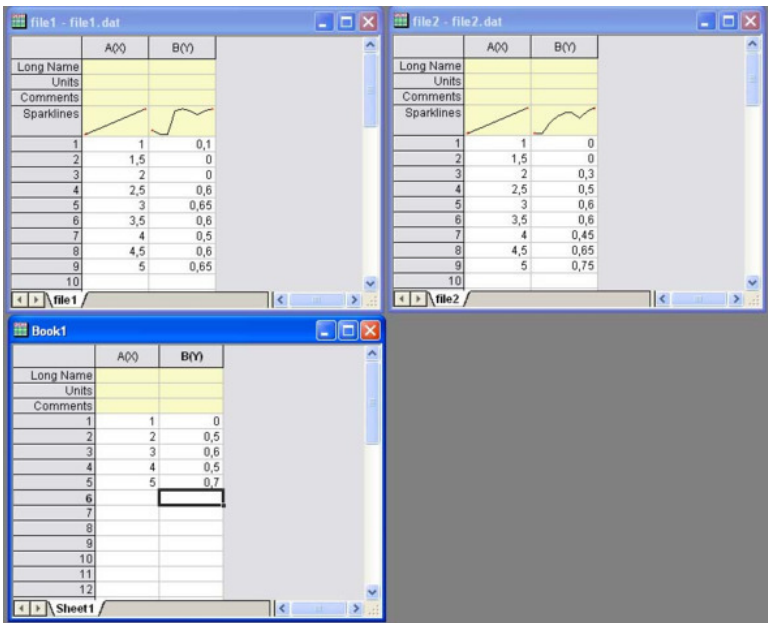 file1 - file1.dat
A(X) B(Y)
Long Name
Units
Comments
Sparklines
1 1 0,1
2 1,5 0
3 2 0
4 2,5 0,6
5 3 0,65
6 3,5 0,6
7 4 0,5
8 4,5 0,6
9 5 0,65
10
file1
file2 - file2.dat
A(X) B(Y)
Long Name
Units
Comments
Sparklines
1 1 0
2 1,5 0
3 2 0,3
4 2,5 0,5
5 3 0,6
6 3,5 0,6
7 4 0,45
8 4,5 0,65
9 5 0,75
10
file2
Book1
A(X) B(Y)
Long Name
Units
Comments
1 1 0
2 2 0,5
3 3 0,6
4 4 0,5
5 5 0,7
6
7
8
9
10
11
12
Sheet1